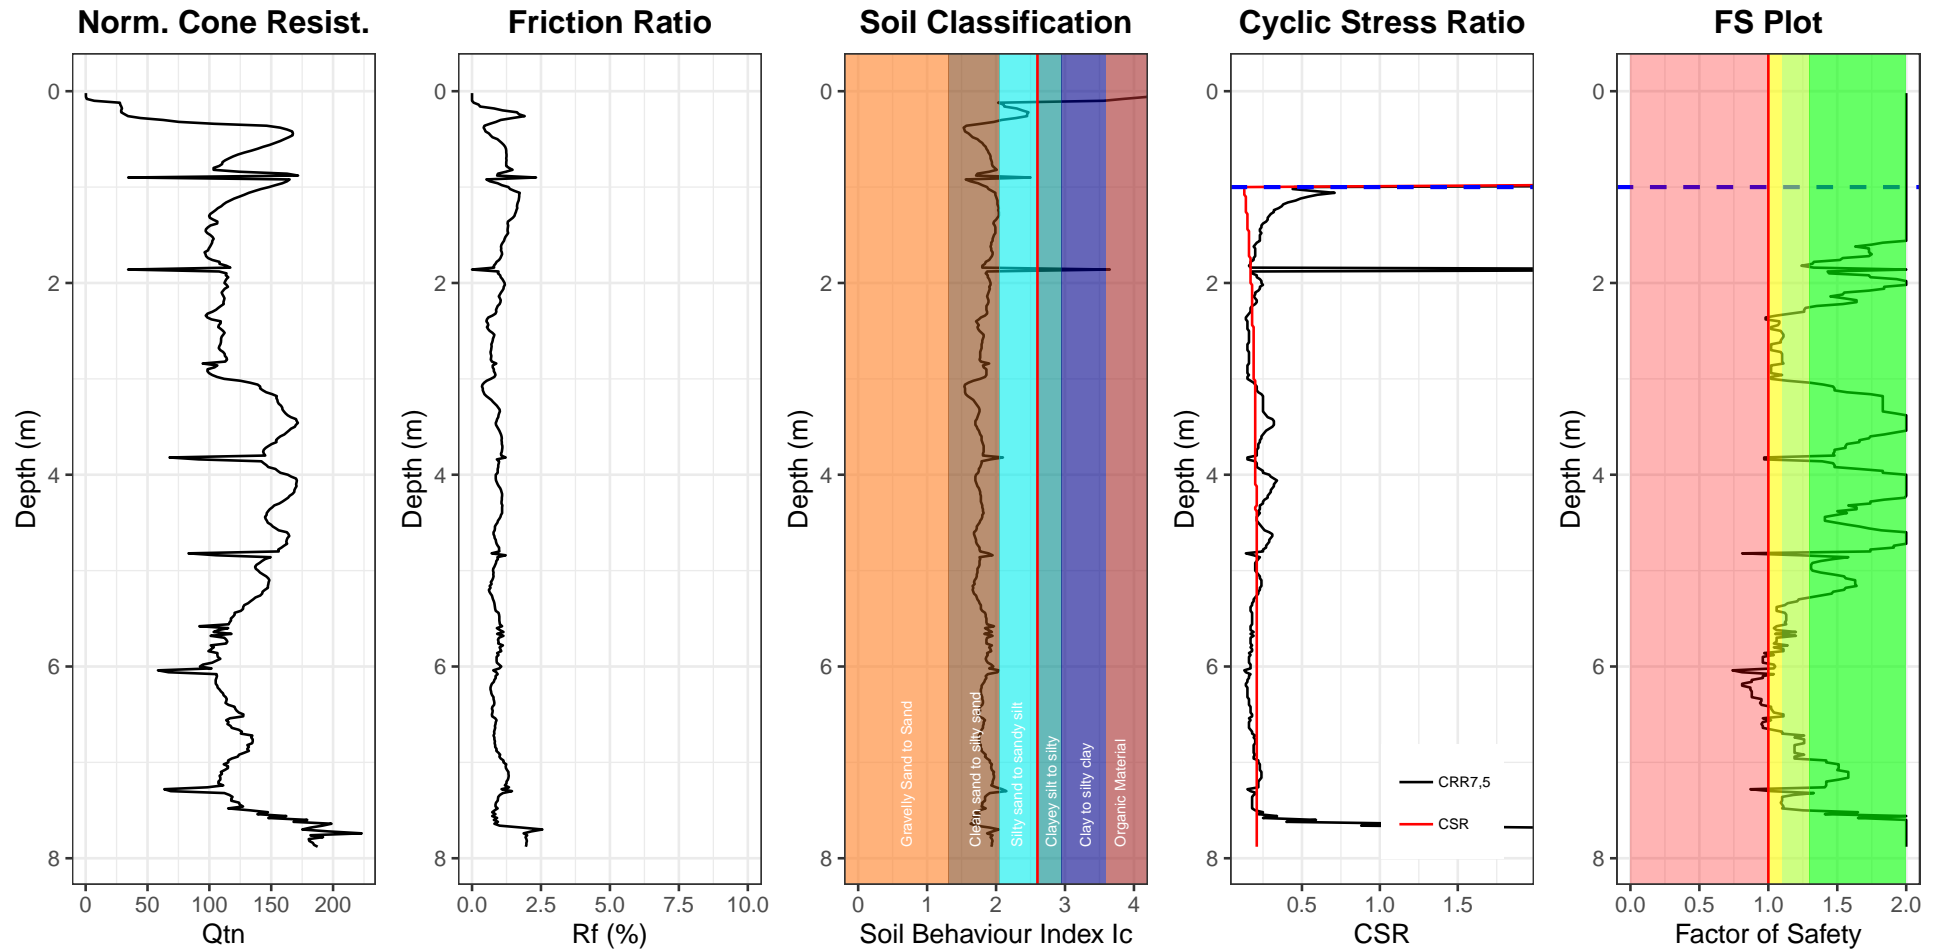 Norm. Cone Resist.
Friction Ratio
Soil Classification
Cyclic Stress Ratio
FS Plot
Depth (m)
0
2
4
6
8
0
50
100
150
200
Qtn
Depth (m)
0
2
4
6
8
0.0
2.5
5.0
7.5
10.0
Rf (%)
Depth (m)
0
2
4
6
8
Gravelly Sand to Sand
Clean sand to silty sand
Silty sand to sandy silt
Clayey silt to silty
Clay to silty clay
Organic Material
0
1
2
3
4
Soil Behaviour Index Ic
Depth (m)
0
2
4
6
8
CRR7,5
CSR
0.5
1.0
1.5
CSR
Depth (m)
0
2
4
6
8
0.0
0.5
1.0
1.5
2.0
Factor of Safety